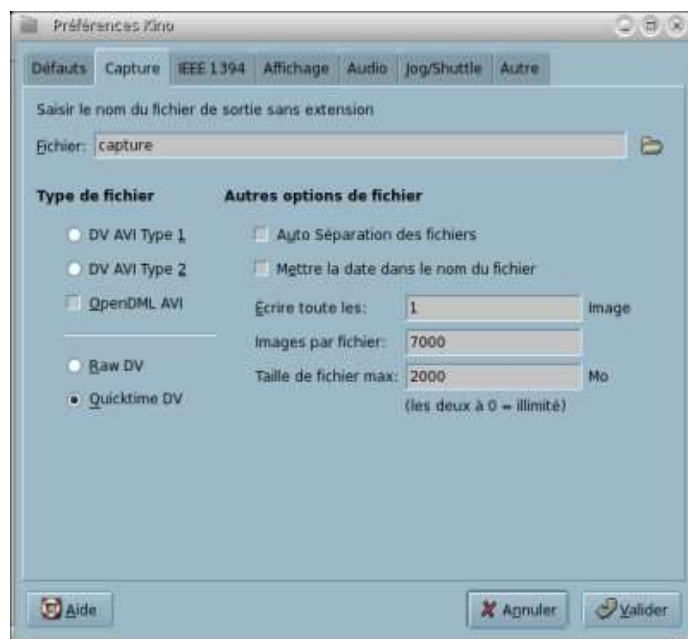 Préférences Kino
Défauts Capture IEEE 1394 Affichage Audio Jog/Shuttle Autre
Saisir le nom du fichier de sortie sans extension
Fichier: capture
Type de fichier Autres options de fichier
DV AVI Type 1 Auto Séparation des fichiers
DV AVI Type 2 Mettre la date dans le nom du fichier
OpenDML AVI Écrire toute les: 1 image
Images par fichier: 7000
Raw DV Taille de fichier max: 2000 Mo
Quicktime DV (les deux à 0 = illimité)
Aide Annuler Valider